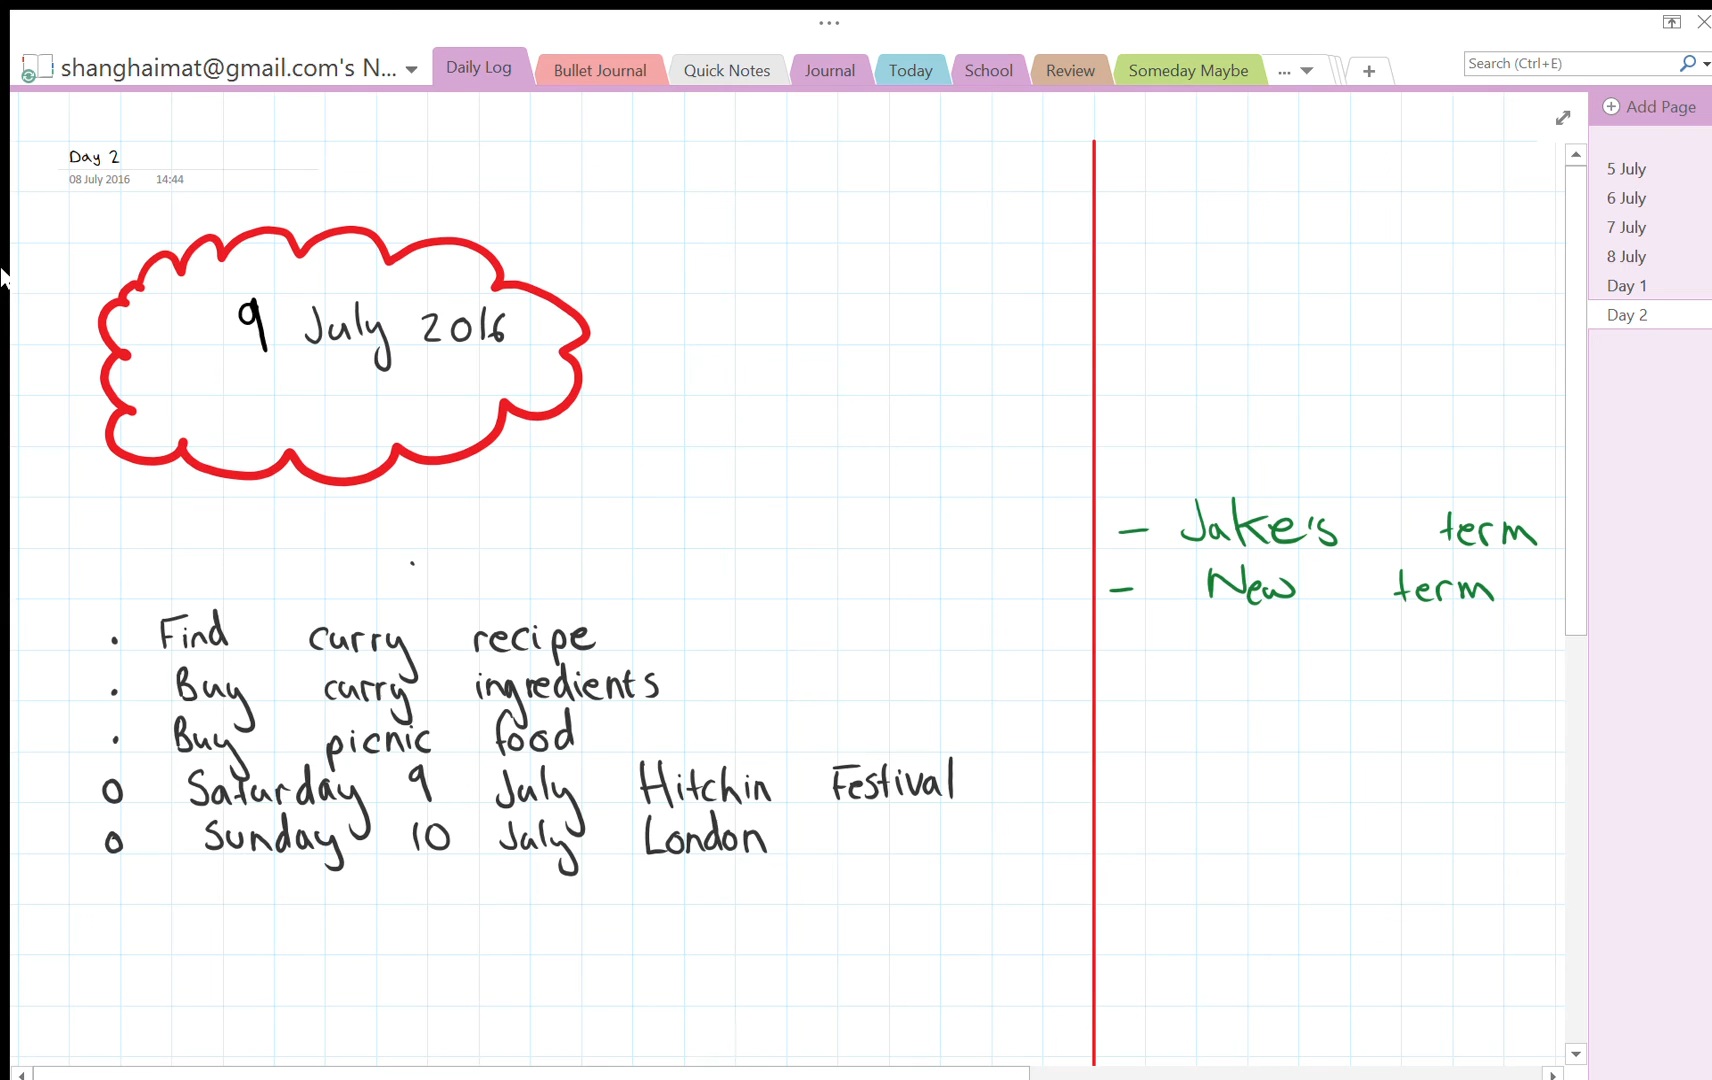 ...
shanghaimat@gmail.com's N...
Daily Log
Bullet Journal
Quick Notes
Journal
Today
School
Review
Someday Maybe
...
+
Search (Ctrl+E)
Add Page
5 July
6 July
7 July
8 July
Day 1
Day 2
Day 2
08 July 2016 14:44
9 July 2016
- Jake's term
- New term
. Find curry recipe
. Buy curry ingredients
. Buy picnic food
O Saturday 9 July Hitchin Festival
O Sunday 10 July London